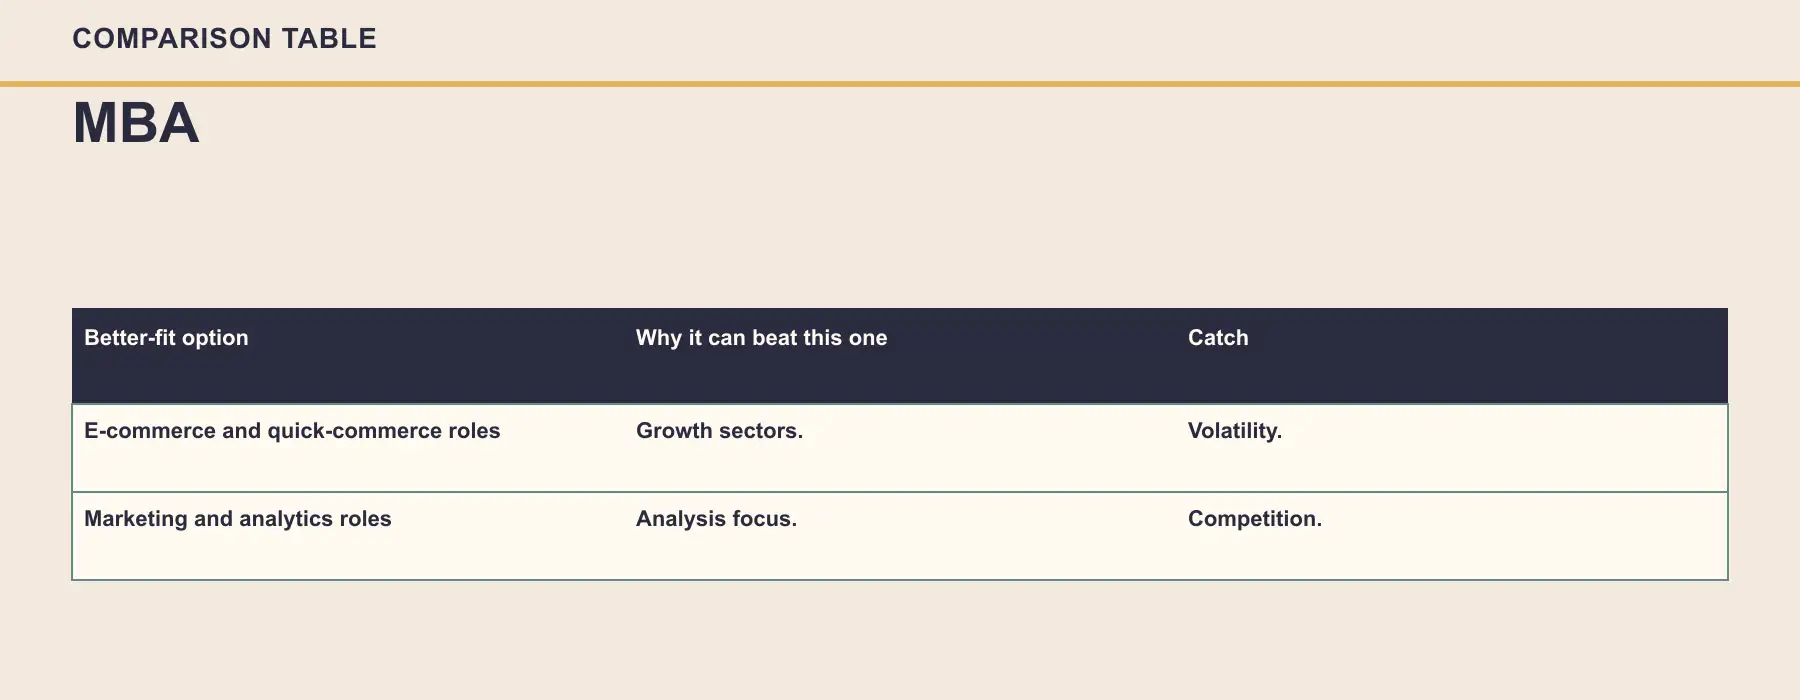 COMPARISON TABLE
MBA
Better-fit option Why it can beat this one Catch
E-commerce and quick-commerce roles Growth sectors. Volatility.
Marketing and analytics roles Analysis focus. Competition.